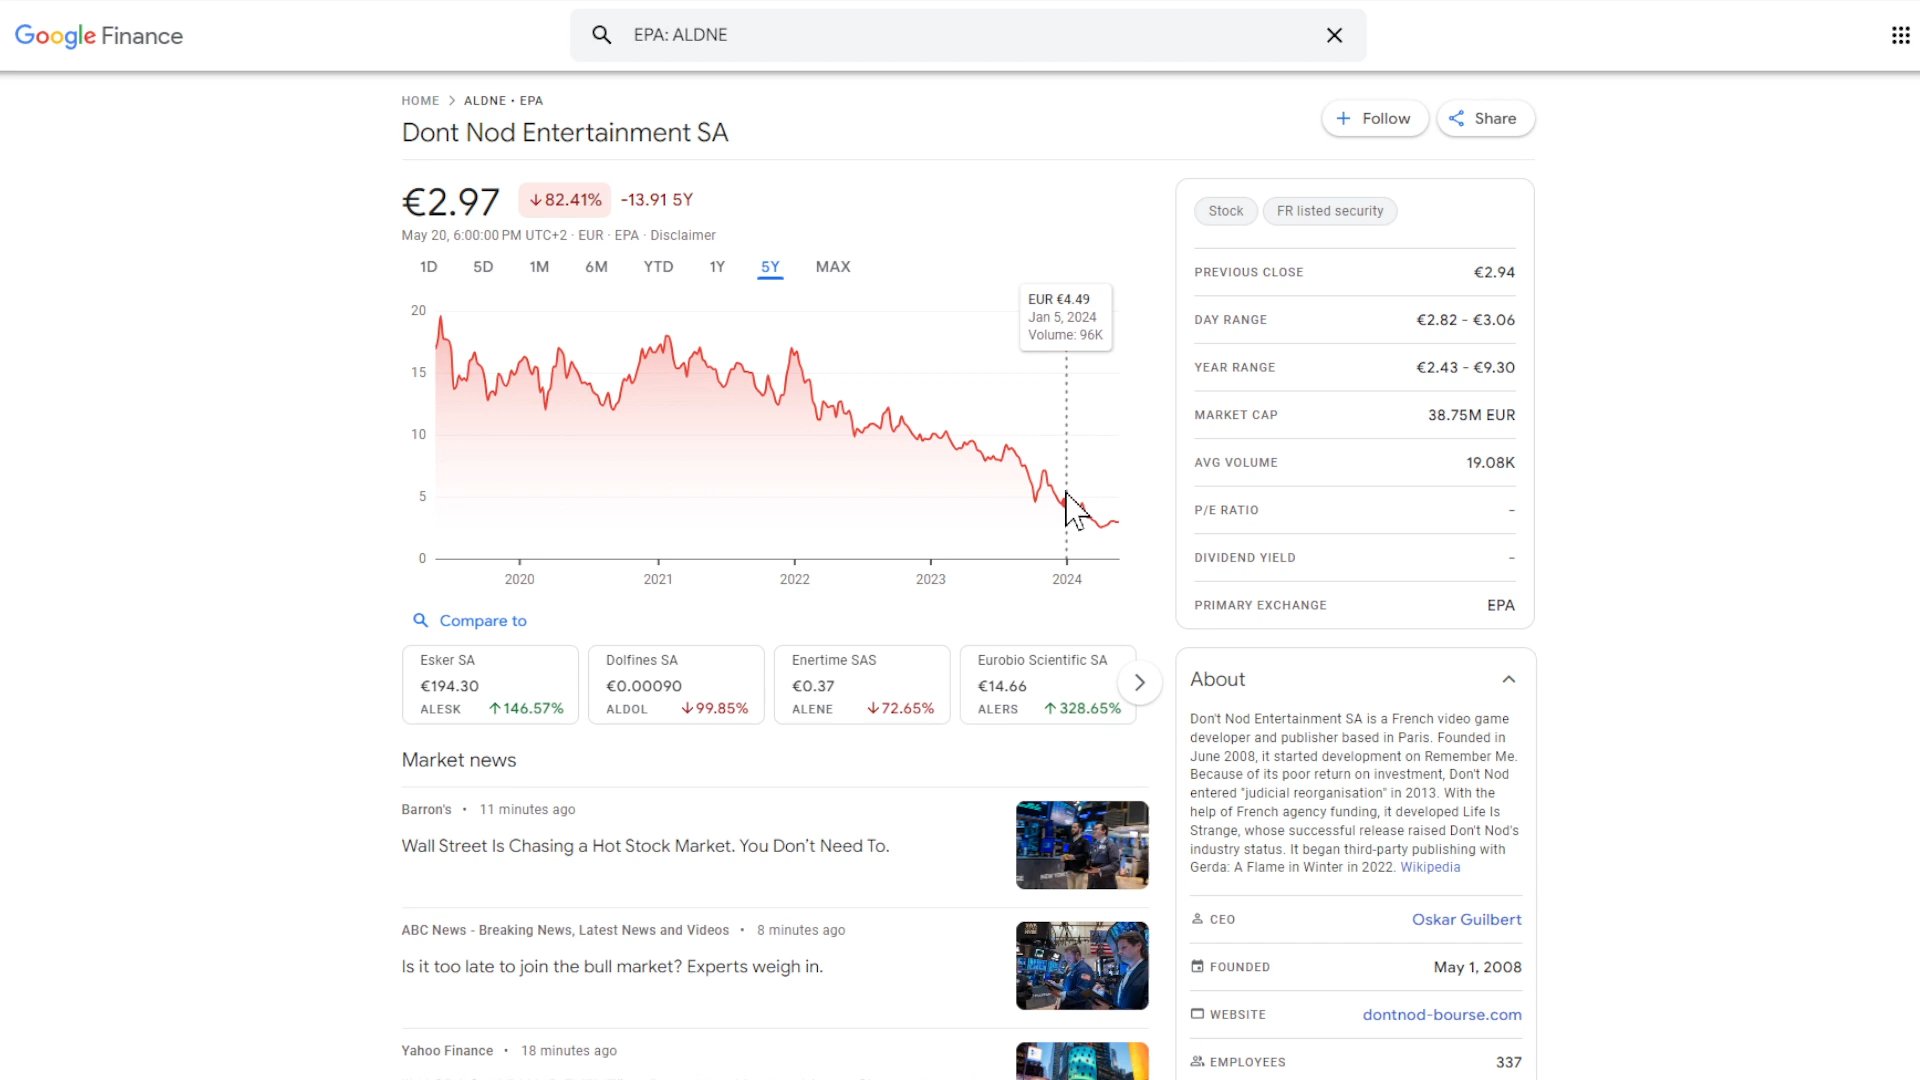 Google Finance
EPA: ALDNE
HOME > ALDNE • EPA
Dont Nod Entertainment SA
Follow
Share
€2.97 ↓82.41% -13.91 5Y
May 20, 6:00:00 PM UTC+2 · EUR · EPA · Disclaimer
1D 5D 1M 6M YTD 1Y 5Y MAX
EUR €4.49
Jan 5, 2024
Volume: 96K
20
15
10
5
0
2020 2021 2022 2023 2024
Stock FR listed security
PREVIOUS CLOSE €2.94
DAY RANGE €2.82 - €3.06
YEAR RANGE €2.43 - €9.30
MARKET CAP 38.75M EUR
AVG VOLUME 19.08K
P/E RATIO -
DIVIDEND YIELD -
PRIMARY EXCHANGE EPA
Compare to
Esker SA
€194.30
ALESK ↑146.57%
Dolfines SA
€0.00090
ALDOL ↓99.85%
Enertime SAS
€0.37
ALENE ↓72.65%
Eurobio Scientific SA
€14.66
ALERS ↑328.65%
Market news
Barron's • 11 minutes ago
Wall Street Is Chasing a Hot Stock Market. You Don't Need To.
ABC News - Breaking News, Latest News and Videos • 8 minutes ago
Is it too late to join the bull market? Experts weigh in.
Yahoo Finance • 18 minutes ago
About
Don't Nod Entertainment SA is a French video game
developer and publisher based in Paris. Founded in
June 2008, it started development on Remember Me.
Because of its poor return on investment, Don't Nod
entered "judicial reorganisation" in 2013. With the
help of French agency funding, it developed Life Is
Strange, whose successful release raised Don't Nod's
industry status. It began third-party publishing with
Gerda: A Flame in Winter in 2022. Wikipedia
CEO Oskar Guilbert
FOUNDED May 1, 2008
WEBSITE dontnod-bourse.com
EMPLOYEES 337